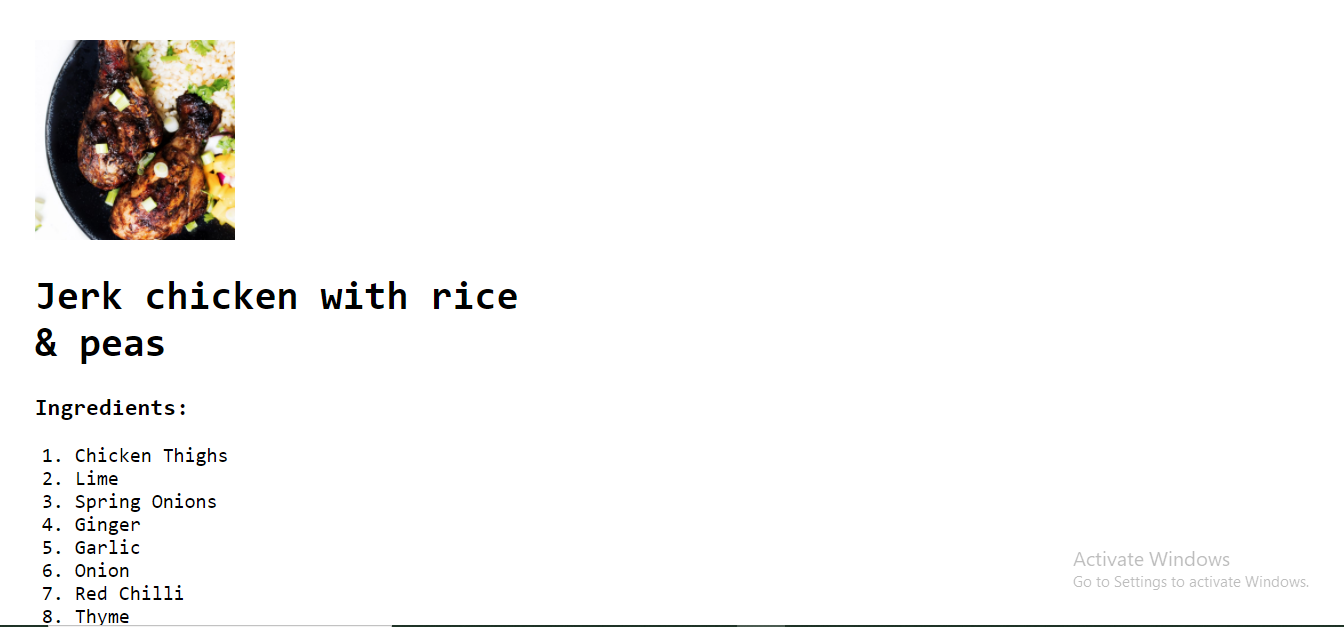 Jerk chicken with rice
& peas
Ingredients:
1. Chicken Thighs
2. Lime
3. Spring Onions
4. Ginger
5. Garlic
6. Onion
7. Red Chilli
8. Thyme
Activate Windows
Go to Settings to activate Windows.